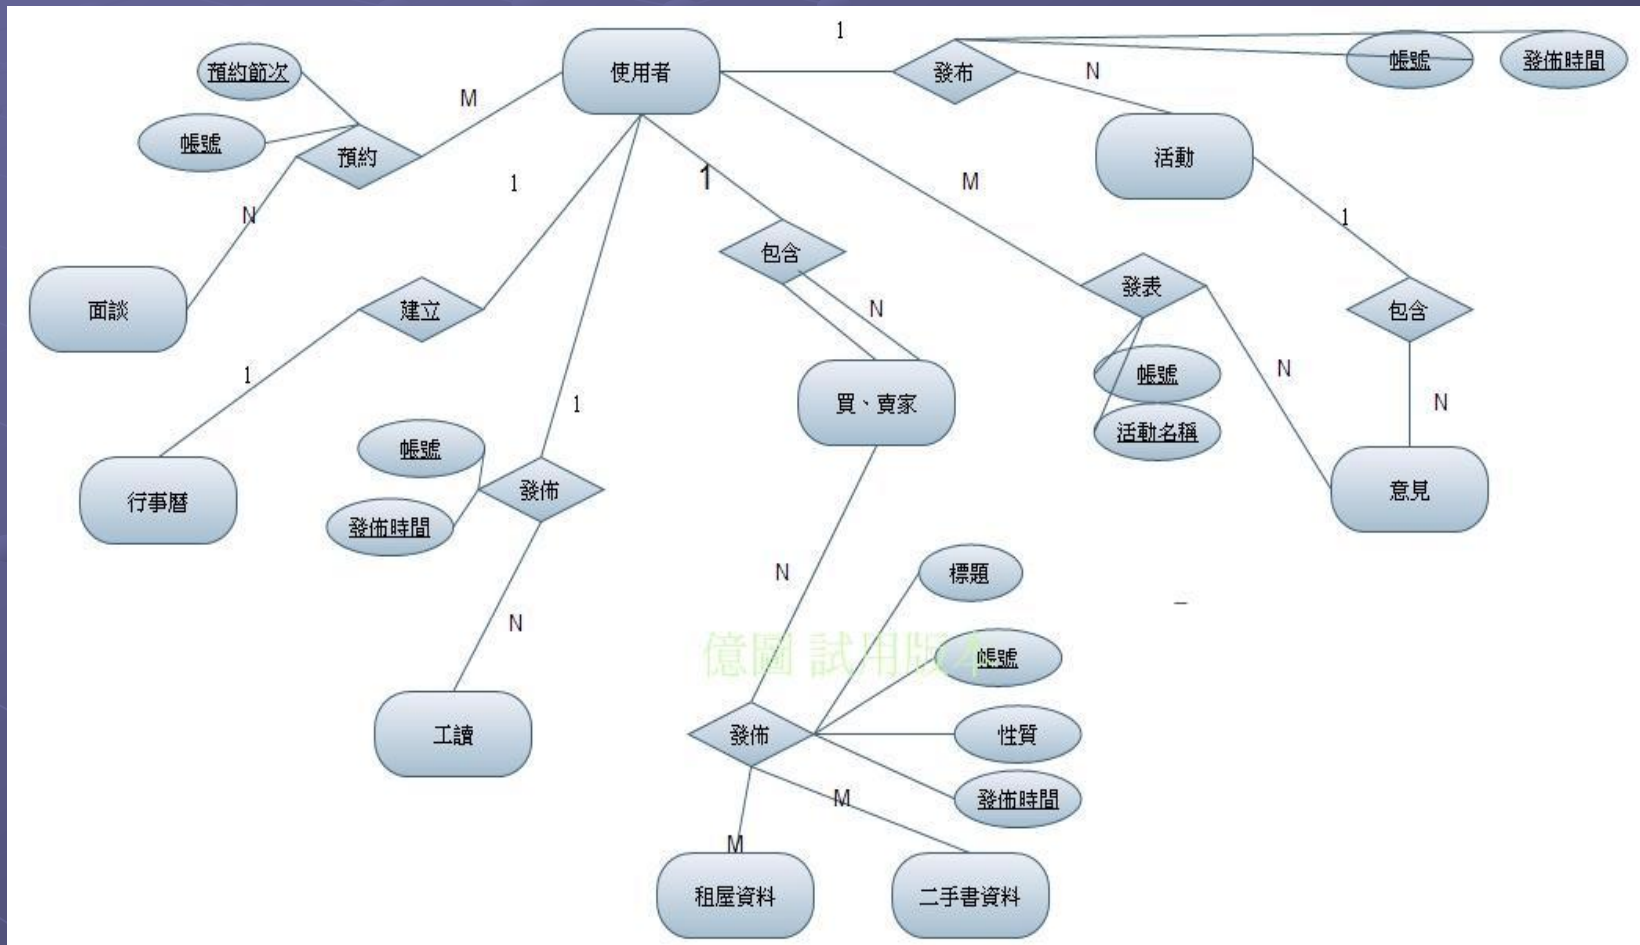 1
使用者
發布
N
帳號
發佈時間
預約節次
M
帳號
預約
活動
1
1
M
N
1
包含
面談
建立
發表
包含
N
帳號
N
N
1
活動名稱
買、賣家
1
帳號
意見
行事曆
發佈
發佈時間
N
標題
N
億圖 試用版本
帳號
工讀
發佈
性質
發佈時間
M
M
租屋資料
二手書資料